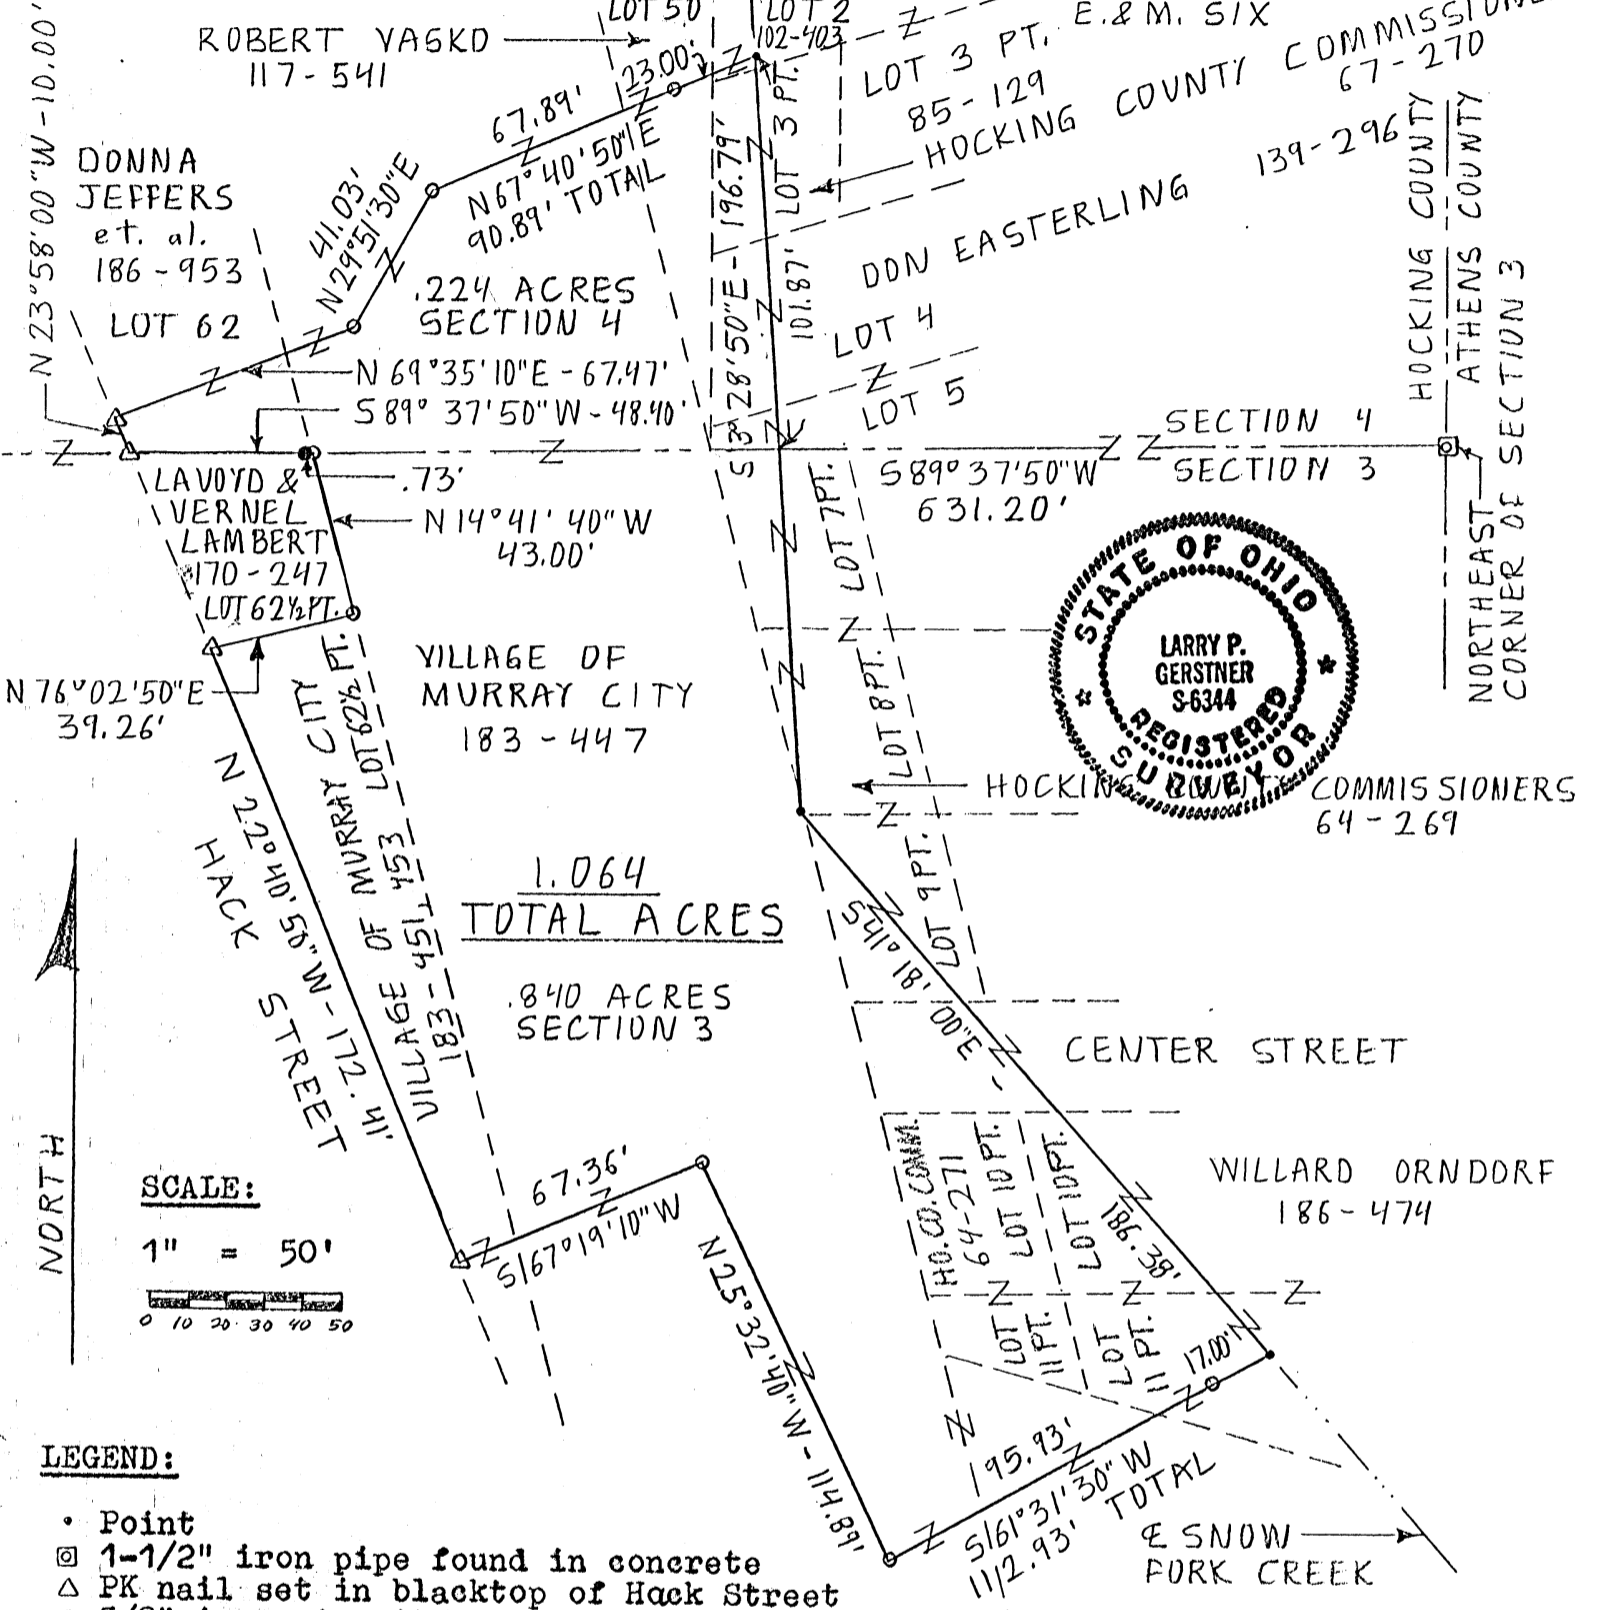 LOT 50
LOT 2
102-403
E.&M. SIX
ROBERT VASKO
117-541
LOT 3 PT.
85-129
HOCKING COUNTY COMMISSIONE
67-270
N 23°58'00"W-10.00'
DONNA
JEFFERS
et. al.
186-953
LOT 62
67.89'
23.00'
N 67°40'50"E
90.89' TOTAL
41.03'
N 29°51'30"E
.224 ACRES
SECTION 4
N 69°35'10"E-67.47'
S 89° 37'50"W-48.40'
S 3°28'50"E-196.79'
LOT 3 PT.
101.87'
DON EASTERLING
139-296
LOT 4
LOT 5
HOCKING COUNTY
ATHENS COUNTY
SECTION 4
SECTION 3
NORTHEAST
CORNER OF SECTION 3
S 89°37'50"W
631.20'
LAVOYD &
VERNEL
LAMBERT
170-247
LOT 62½ PT.
.73'
N 14°41' 40" W
43.00'
N 76°02'50"E
39.26'
LOT 7PT.
LOT 8 PT.
LOT 9 PT.
STATE OF OHIO
LARRY P.
GERSTNER
S-6344
REGISTERED
SURVEYOR
VILLAGE OF
MURRAY CITY
183-447
HOCKING COUNTY COMMISSIONERS
64-269
N 22°40'50"W-172.41'
HACK STREET
VILLAGE OF MURRAY CITY
183-451 & 453 LOT 62½ PT.
1.064
TOTAL ACRES
.840 ACRES
SECTION 3
S 41°18'00"E - 186.38'
CENTER STREET
HO.CO.COMM.
64-271
LOT 10 PT.
LOT 10PT.
LOT
11 PT.
LOT
11 PT.
WILLARD ORNDORF
186-474
NORTH
SCALE:
1" = 50'
0 10 20 30 40 50
67.36'
S 67°19'10" W
N 25°32'40"W-114.89'
17.00'
95.93'
S 61°31'30" W
112.93' TOTAL
℄ SNOW
FORK CREEK
LEGEND:
• Point
1-1/2" iron pipe found in concrete
△ PK nail set in blacktop of Hack Street